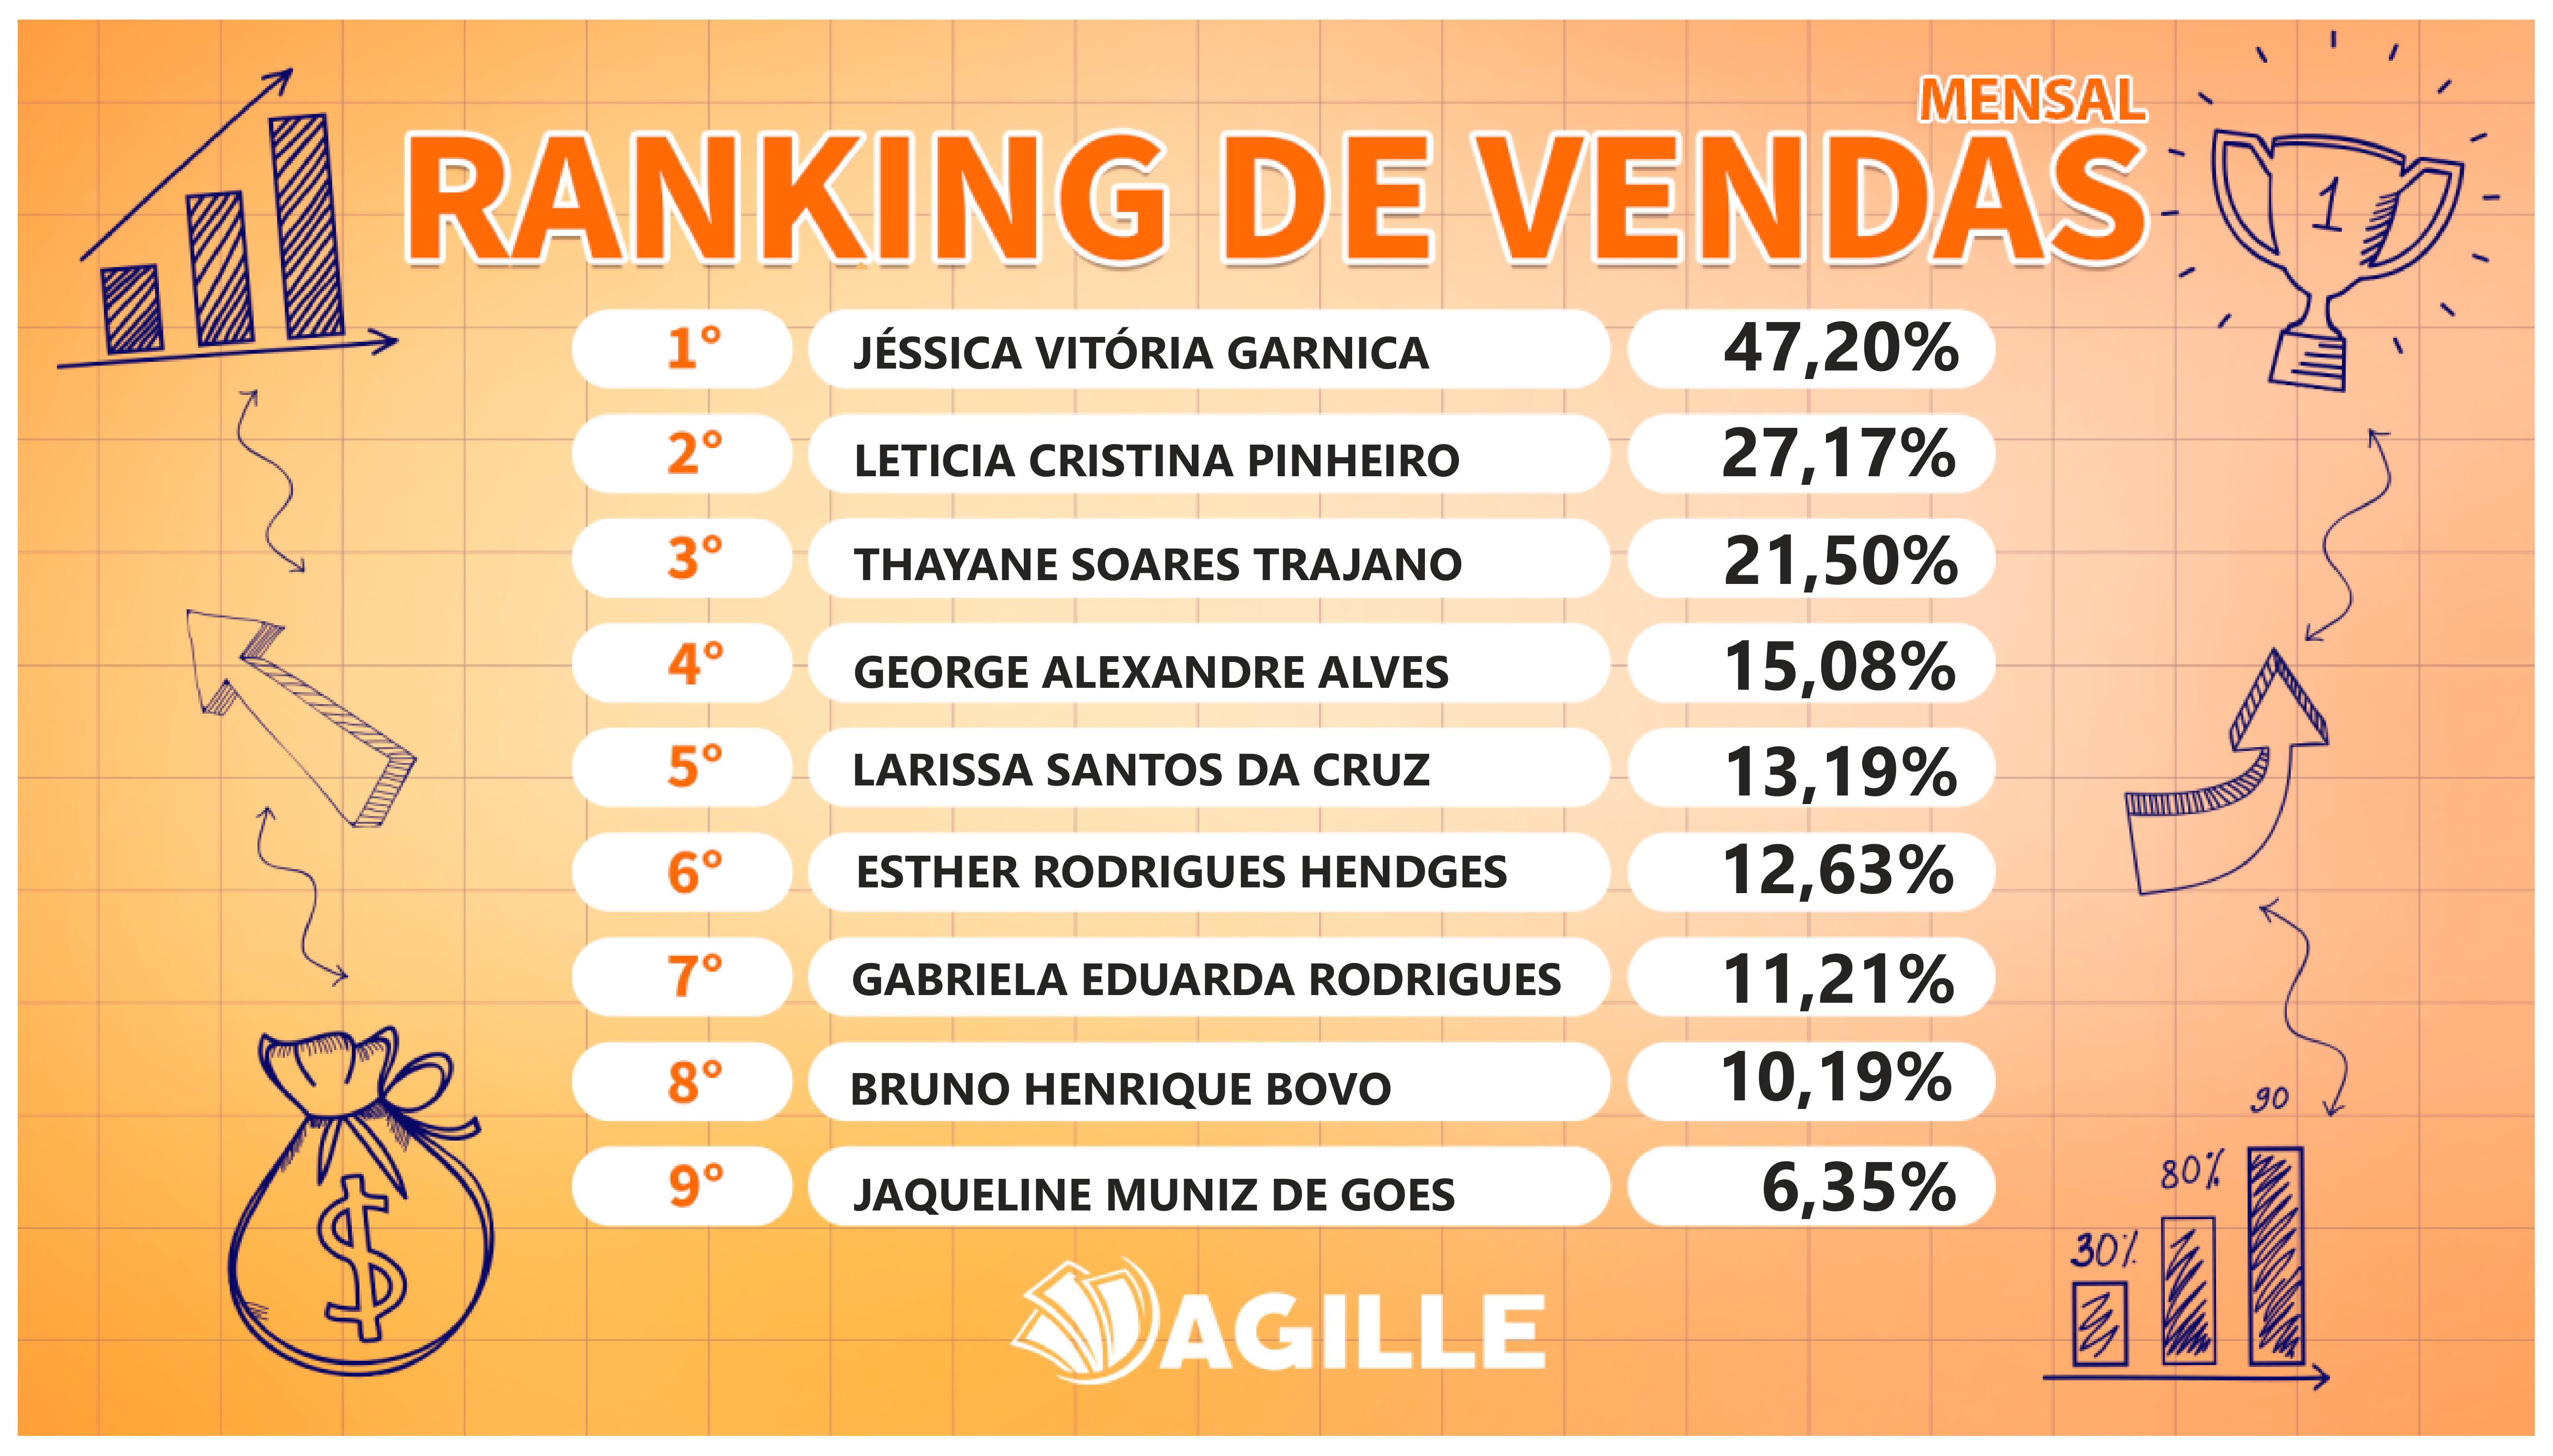 MENSAL
RANKING DE VENDAS
1
1° JÉSSICA VITÓRIA GARNICA 47,20%
2° LETICIA CRISTINA PINHEIRO 27,17%
3° THAYANE SOARES TRAJANO 21,50%
4° GEORGE ALEXANDRE ALVES 15,08%
5° LARISSA SANTOS DA CRUZ 13,19%
6° ESTHER RODRIGUES HENDGES 12,63%
7° GABRIELA EDUARDA RODRIGUES 11,21%
8° BRUNO HENRIQUE BOVO 10,19%
9° JAQUELINE MUNIZ DE GOES 6,35%
$
90
80%
30%
AGILLE